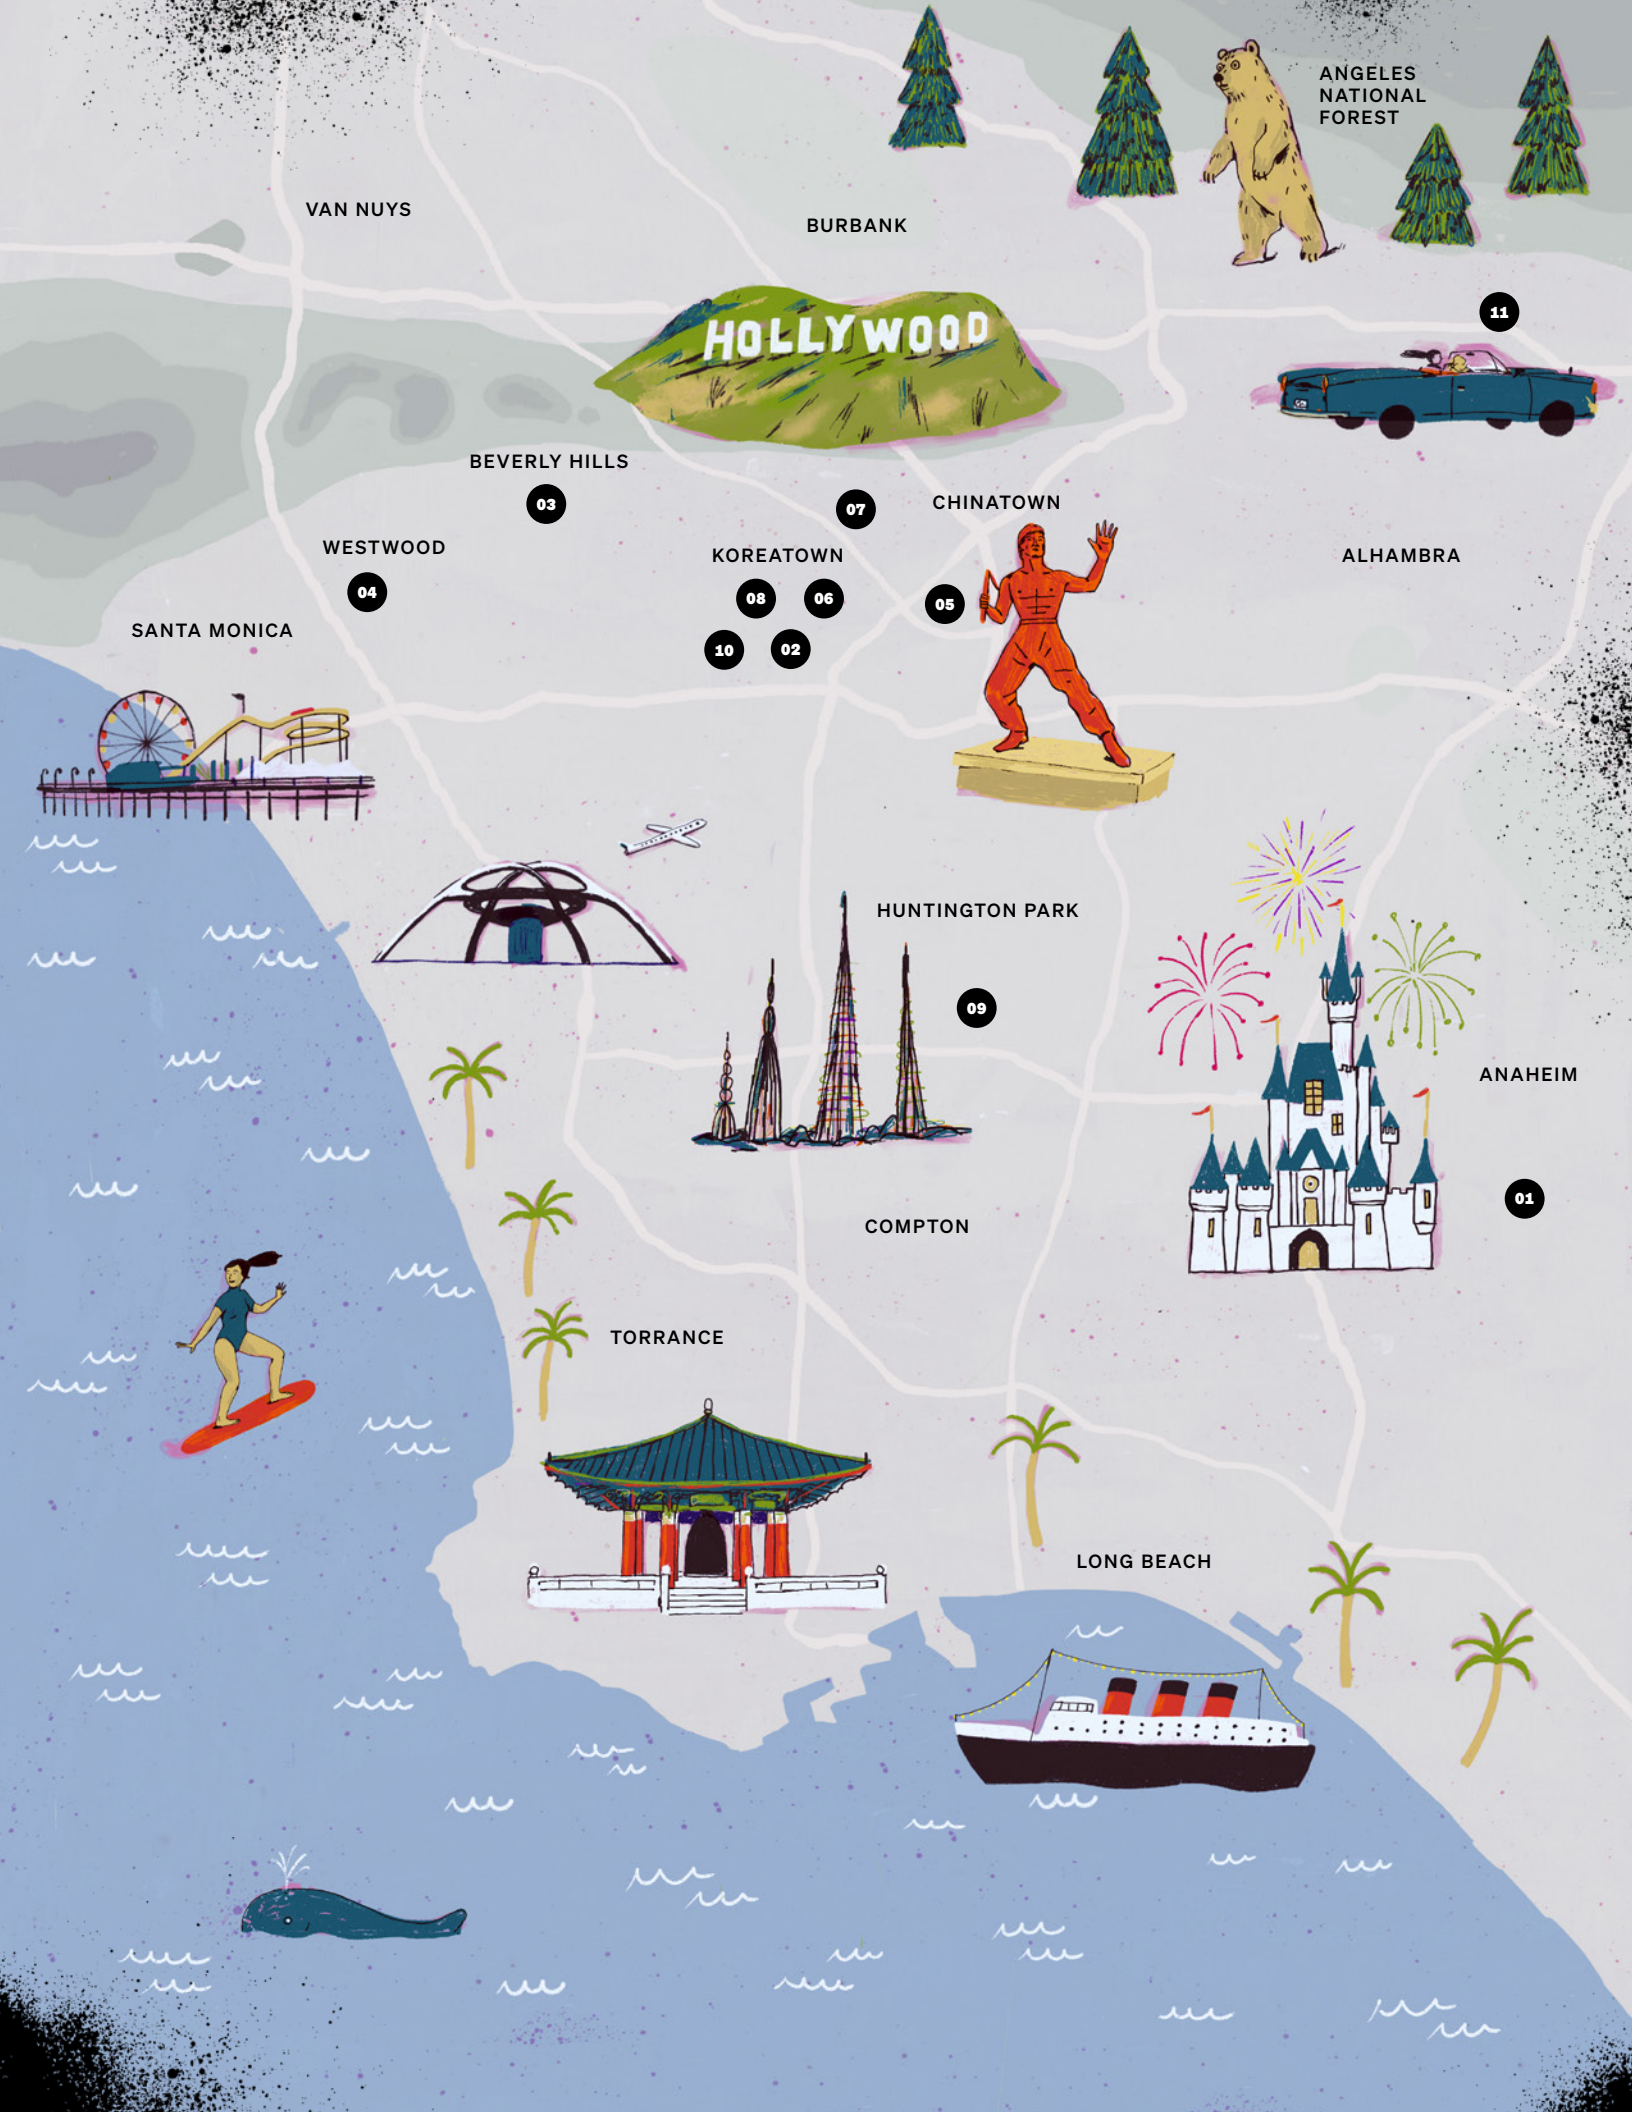 ANGELES
NATIONAL
FOREST
VAN NUYS
BURBANK
11
HOLLYWOOD
BEVERLY HILLS
03
07
CHINATOWN
WESTWOOD
KOREATOWN
ALHAMBRA
04
08
06
05
SANTA MONICA
10
02
HUNTINGTON PARK
09
ANAHEIM
01
COMPTON
TORRANCE
LONG BEACH